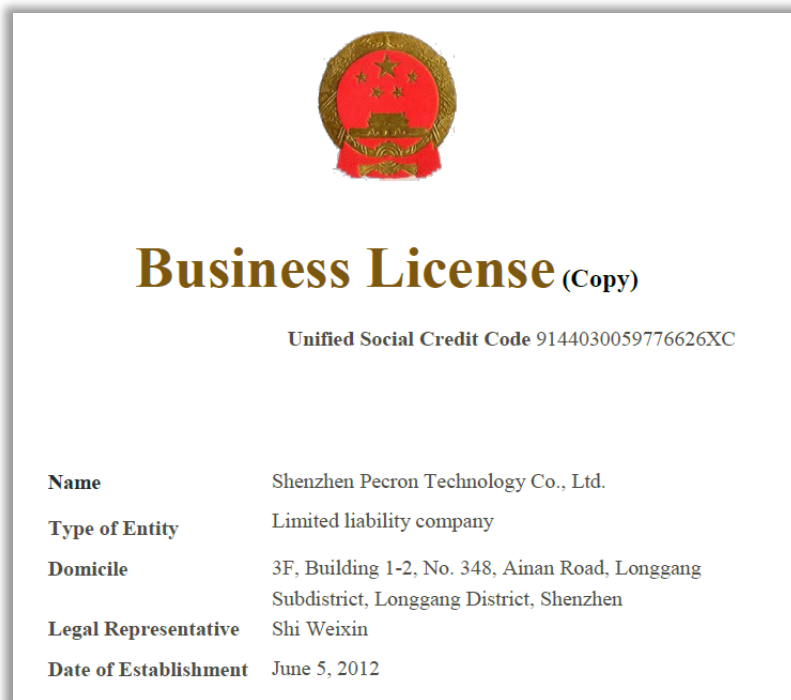 Business License (Copy)
Unified Social Credit Code 9144030059776626XC
Name Shenzhen Pecron Technology Co., Ltd.
Type of Entity Limited liability company
Domicile 3F, Building 1-2, No. 348, Ainan Road, Longgang
Subdistrict, Longgang District, Shenzhen
Legal Representative Shi Weixin
Date of Establishment June 5, 2012